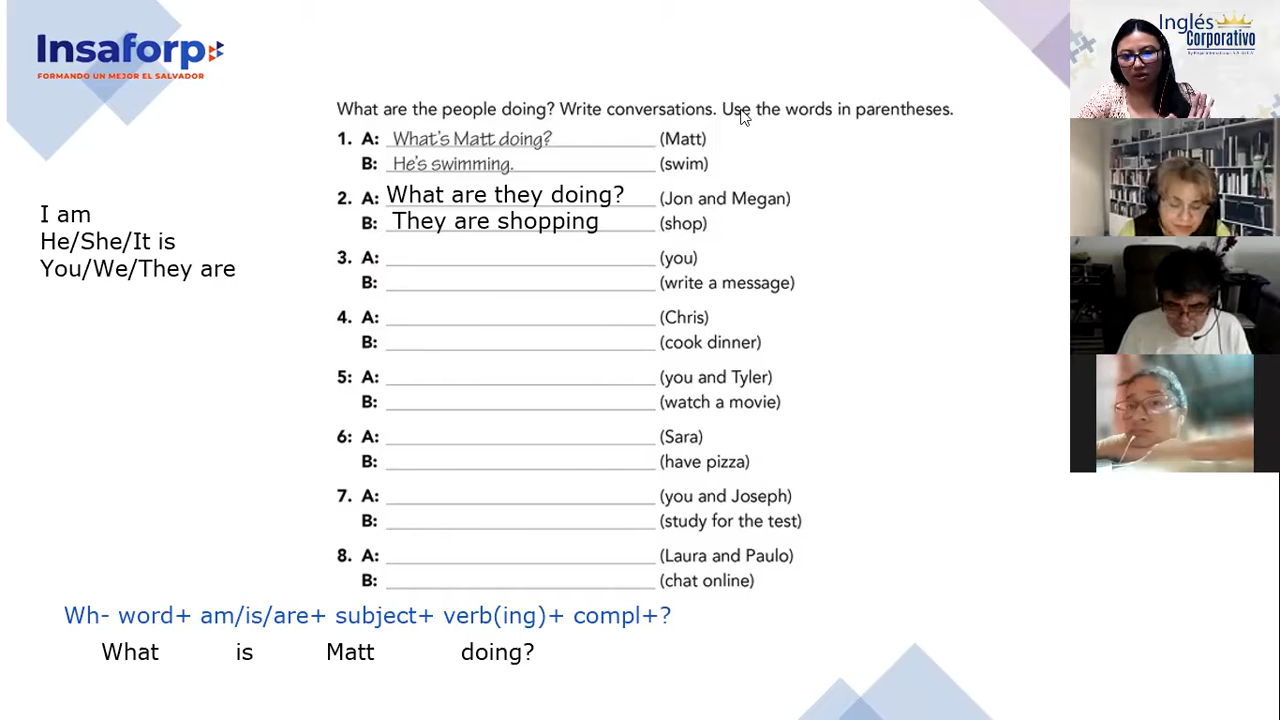 Insaforp
FORMANDO UN MEJOR EL SALVADOR
Inglés
Corporativo
What are the people doing? Write conversations. Use the words in parentheses.
1. A: What's Matt doing? (Matt)
B: He's swimming. (swim)
2. A: What are they doing? (Jon and Megan)
B: They are shopping (shop)
3. A: (you)
B: (write a message)
4. A: (Chris)
B: (cook dinner)
5: A: (you and Tyler)
B: (watch a movie)
6: A: (Sara)
B: (have pizza)
7. A: (you and Joseph)
B: (study for the test)
8. A: (Laura and Paulo)
B: (chat online)
I am
He/She/It is
You/We/They are
Wh- word+ am/is/are+ subject+ verb(ing)+ compl+?
What is Matt doing?